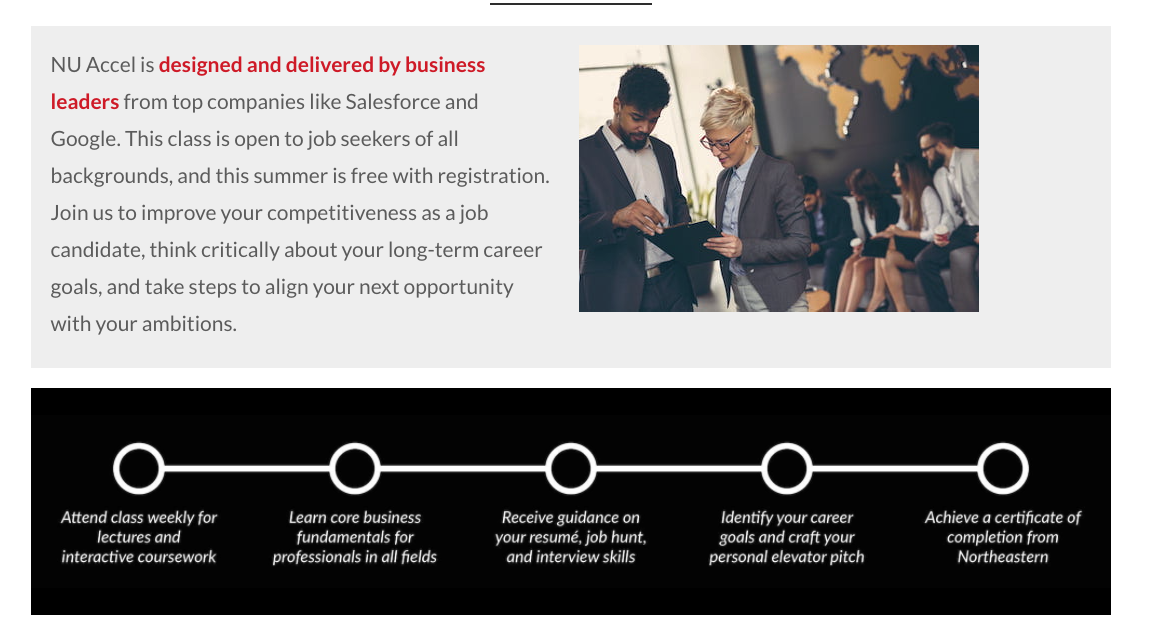 NU Accel is designed and delivered by business
leaders from top companies like Salesforce and
Google. This class is open to job seekers of all
backgrounds, and this summer is free with registration.
Join us to improve your competitiveness as a job
candidate, think critically about your long-term career
goals, and take steps to align your next opportunity
with your ambitions.
Attend class weekly for
lectures and
interactive coursework
Learn core business
fundamentals for
professionals in all fields
Receive guidance on
your resumé, job hunt,
and interview skills
Identify your career
goals and craft your
personal elevator pitch
Achieve a certificate of
completion from
Northeastern